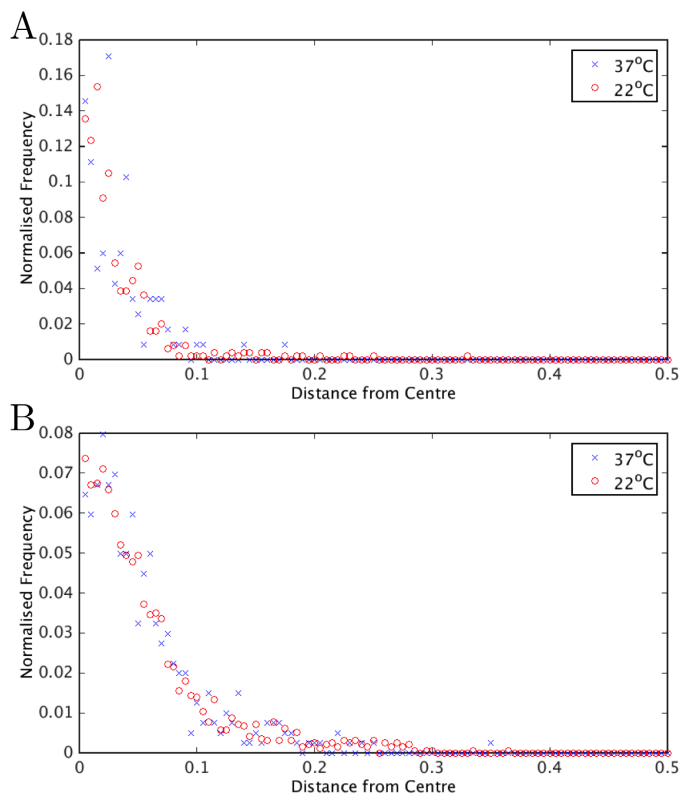 A
0.18
0.16
0.14
0.12
0.1
0.08
0.06
0.04
0.02
0
Normalised Frequency
37°C
22°C
0 0.1 0.2 0.3 0.4 0.5
Distance from Centre
B
0.08
0.07
0.06
0.05
0.04
0.03
0.02
0.01
0
Normalised Frequency
37°C
22°C
0 0.1 0.2 0.3 0.4 0.5
Distance from Centre